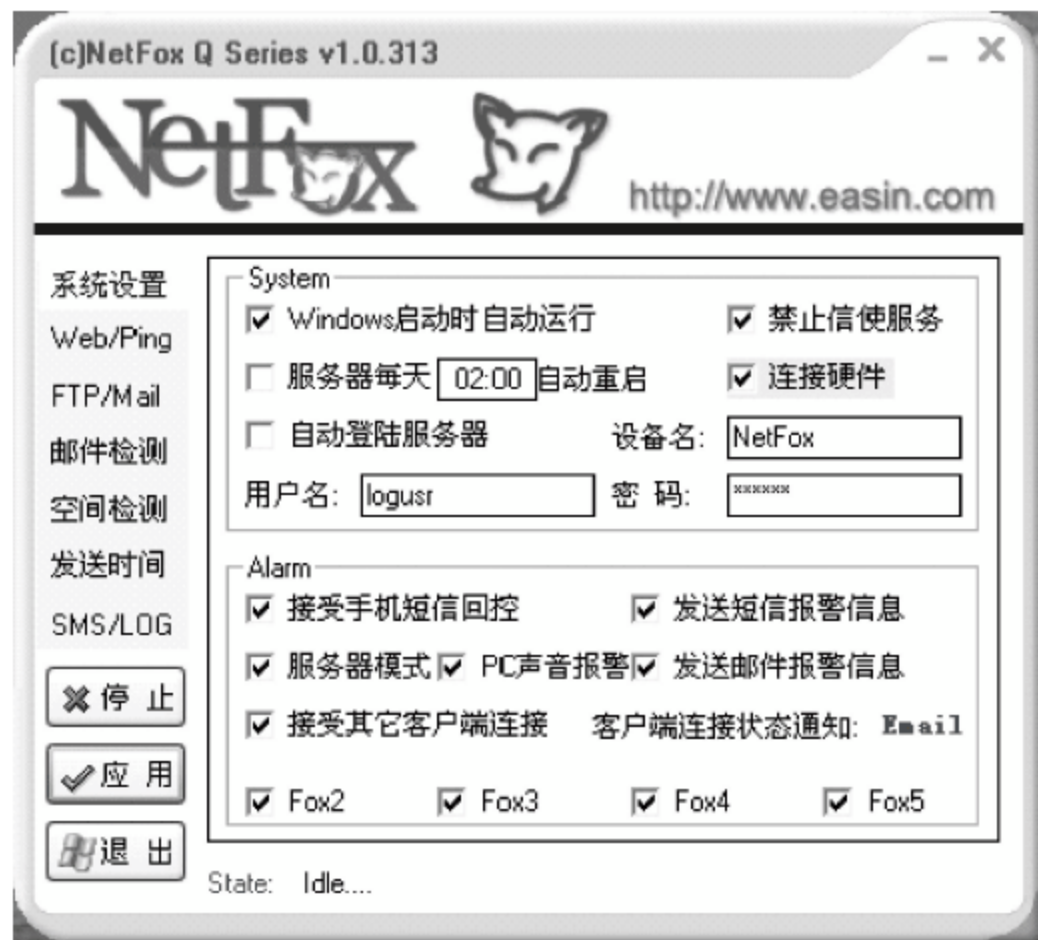 (c)NetFox Q Series v1.0.313
NetFox
http://www.easin.com
系统设置
Web/Ping
FTP/Mail
邮件检测
空间检测
发送时间
SMS/LOG
停 止
应 用
退 出
System
Windows启动时自动运行 禁止信使服务
服务器每天 02:00 自动重启 连接硬件
自动登陆服务器 设备名: NetFox
用户名: logusr 密 码: ******
Alarm
接受手机短信回控 发送短信报警信息
服务器模式 PC声音报警 发送邮件报警信息
接受其它客户端连接 客户端连接状态通知: Email
Fox2 Fox3 Fox4 Fox5
State: Idle....